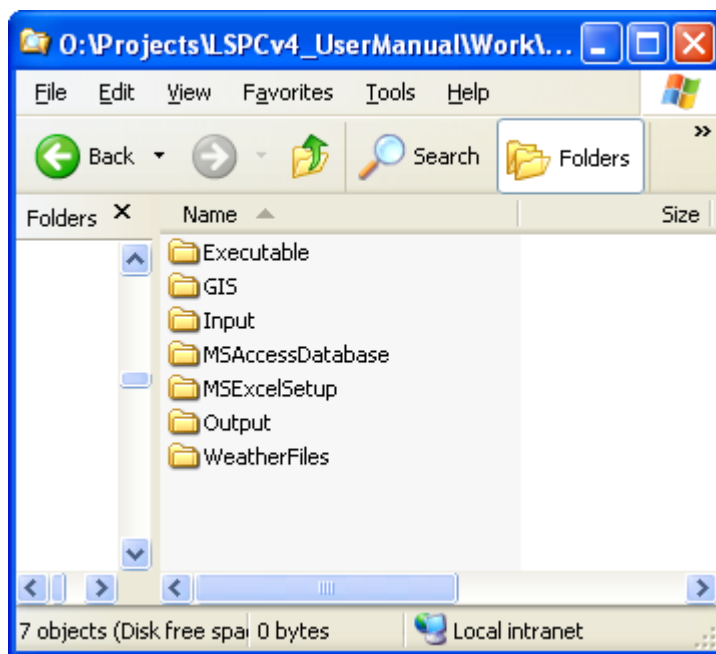 O:\Projects\LSPCv4_UserManual\Work\...
File Edit View Favorites Tools Help
Back Search Folders »
Folders X Name Size
Executable
GIS
Input
MSAccessDatabase
MSExcelSetup
Output
WeatherFiles
7 objects (Disk free spa 0 bytes Local intranet